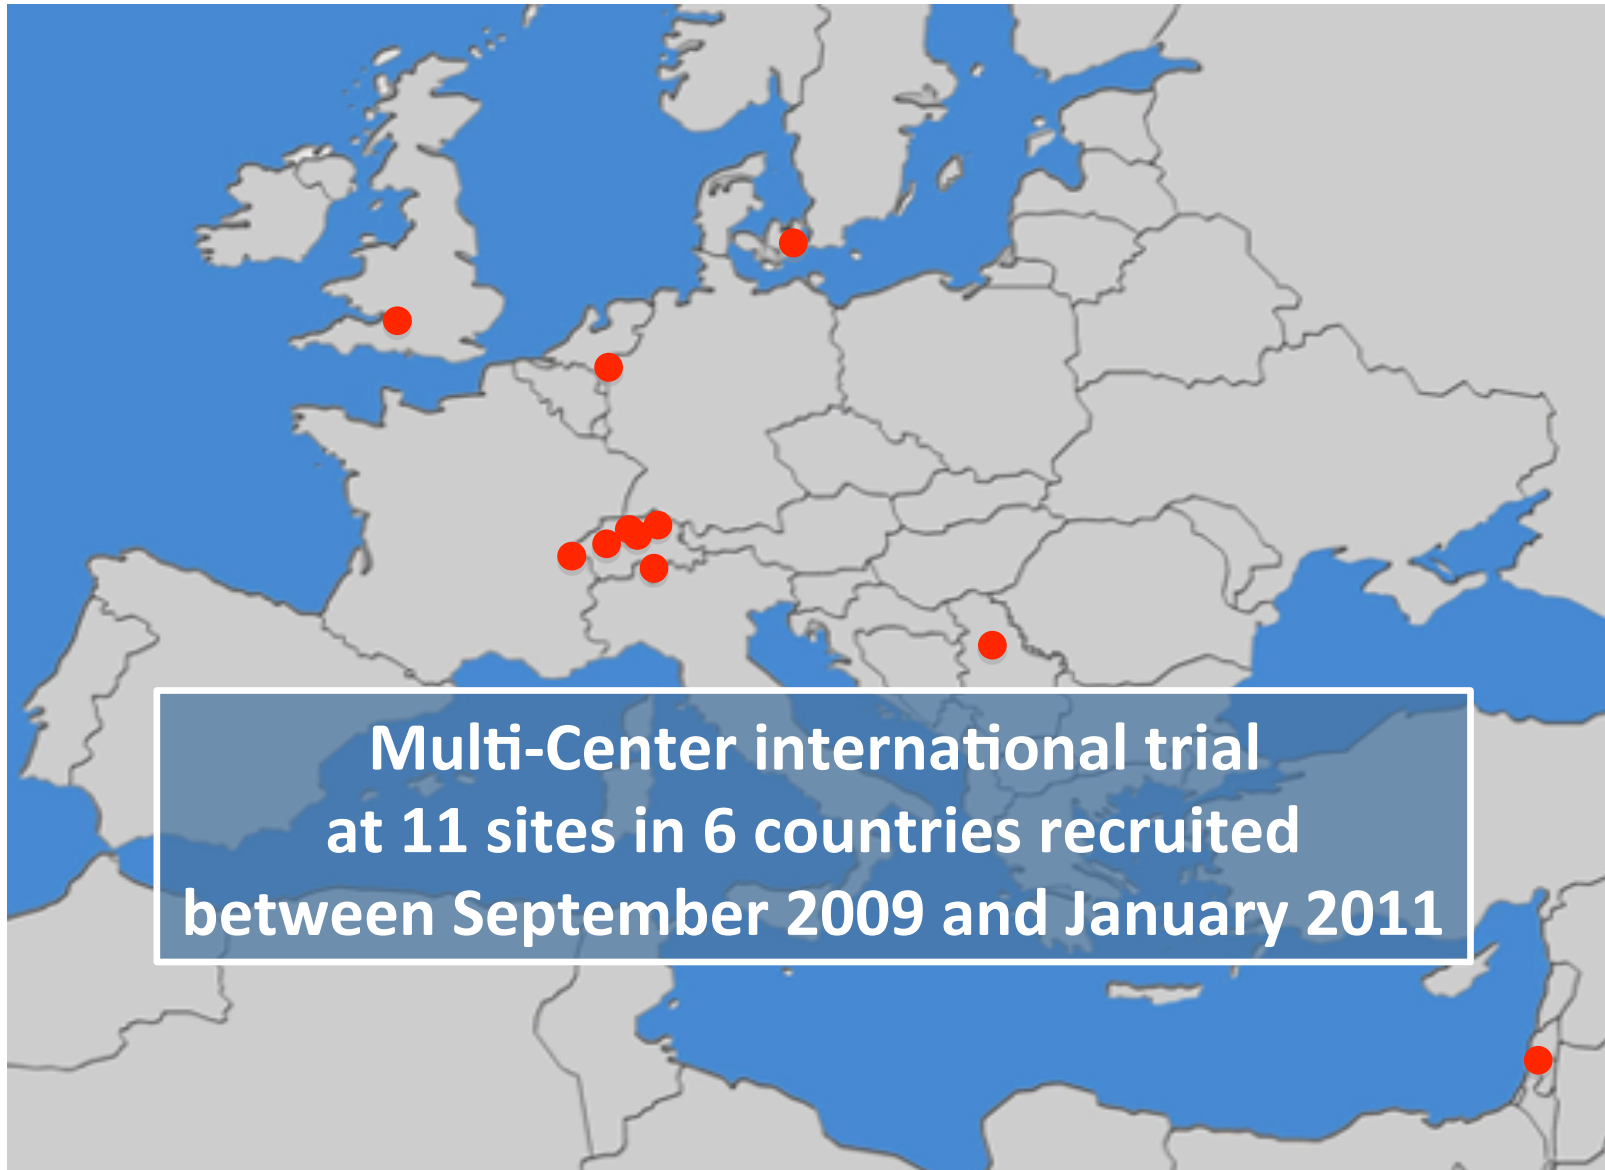 Multi-Center international trial
at 11 sites in 6 countries recruited
between September 2009 and January 2011